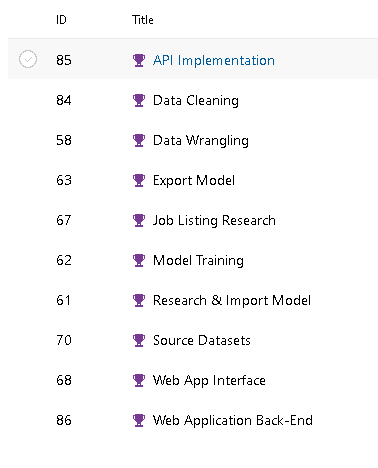 ID Title
85 API Implementation
84 Data Cleaning
58 Data Wrangling
63 Export Model
67 Job Listing Research
62 Model Training
61 Research & Import Model
70 Source Datasets
68 Web App Interface
86 Web Application Back-End